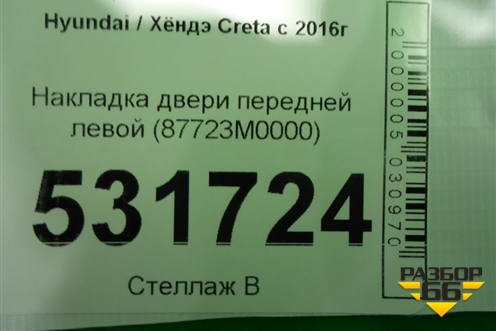 Hyundai / Хёндэ Creta с 2016г
Накладка двери передней
левой (87723M0000)
531724
Стеллаж В
2000005030970
РАЗБОР
66